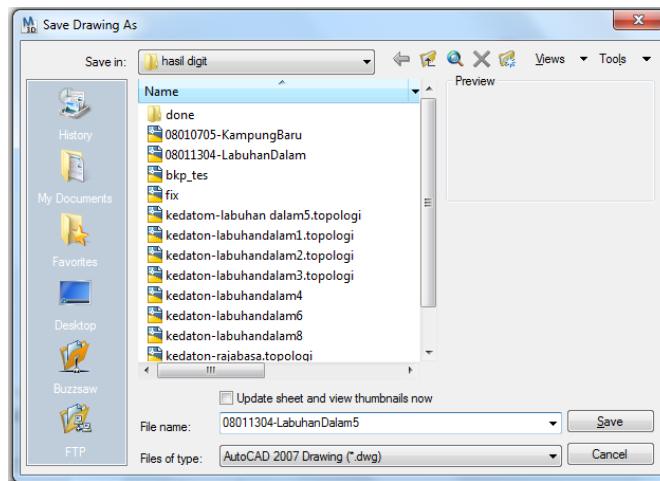 M 3D Save Drawing As
Save in: hasil digit Views Tools
Name Preview
done
08010705-KampungBaru
08011304-LabuhanDalam
bkp_tes
fix
kedatom-labuhan dalam5.topologi
kedaton-labuhandalam1.topologi
kedaton-labuhandalam2.topologi
kedaton-labuhandalam3.topologi
kedaton-labuhandalam4
kedaton-labuhandalam6
kedaton-labuhandalam8
kedaton-rajabasa.topologi
History
My Documents
Favorites
Desktop
Buzzsaw
FTP
Update sheet and view thumbnails now
File name: 08011304-LabuhanDalam5 Save
Files of type: AutoCAD 2007 Drawing (*.dwg) Cancel